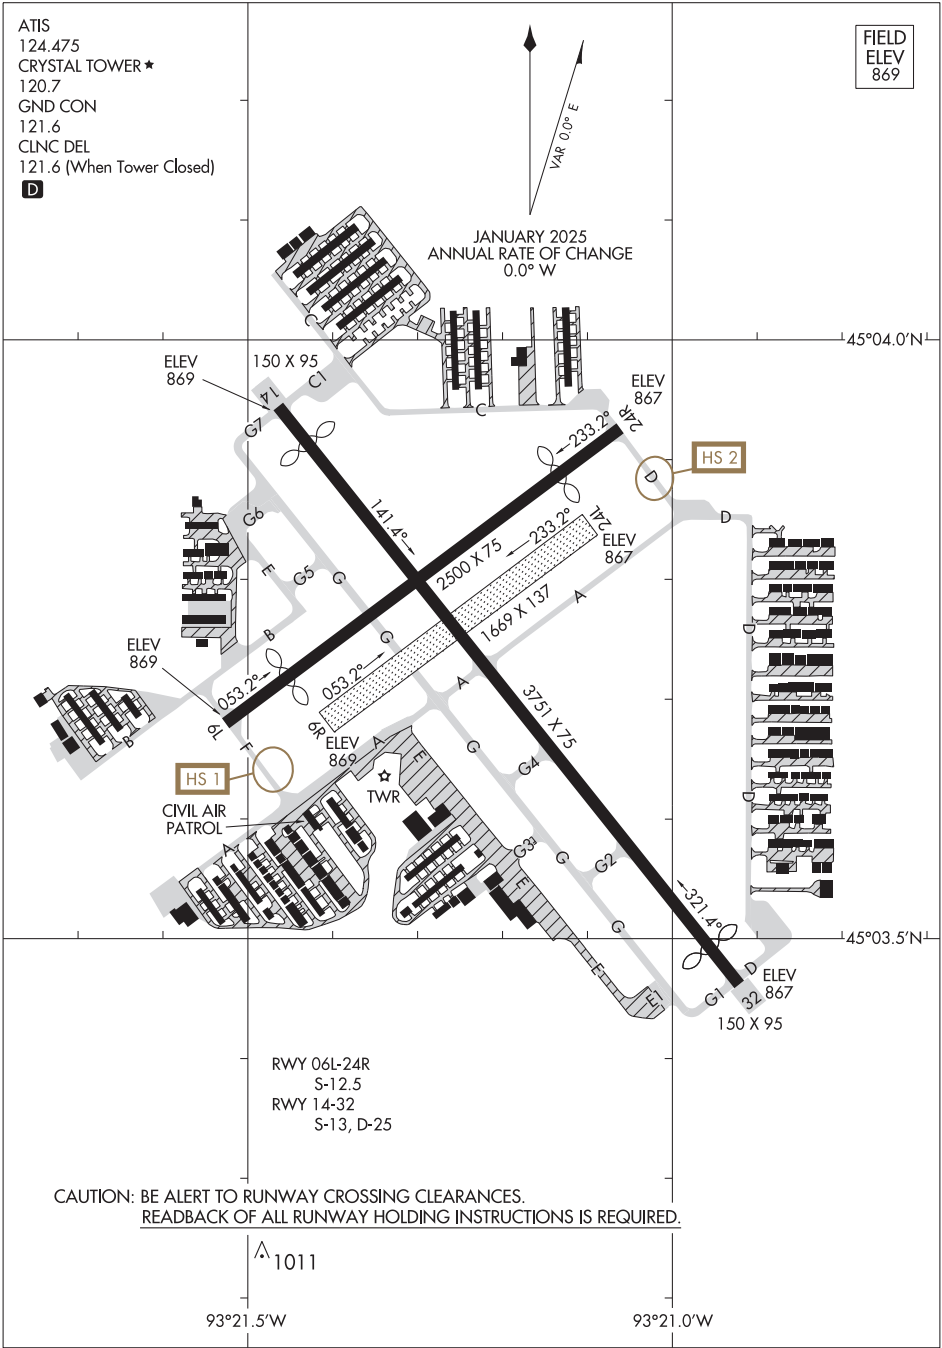 ATIS
124.475
CRYSTAL TOWER★
120.7
GND CON
121.6
CLNC DEL
121.6 (When Tower Closed)
D
FIELD
ELEV
869
VAR 0.0° E
JANUARY 2025
ANNUAL RATE OF CHANGE
0.0° W
45°04.0'N
ELEV
869
150 X 95
C
C1
14
G7
C
ELEV
867
24R
233.2°
HS 2
D
D
141.4°
G6
E
G5
G
2500 X 75
233.2°
24L
ELEV
867
1669 X 137
A
B
G
D
ELEV
869
053.2°
053.2°
A
3751 X 75
6L
6R
ELEV
869
B
F
A
E
G
G4
HS 1
TWR
D
CIVIL AIR
PATROL
A
G3
G
G2
E
321.4°
G
45°03.5'N
E
D
ELEV
867
E1
G1
32
150 X 95
RWY 06L-24R
S-12.5
RWY 14-32
S-13, D-25
CAUTION: BE ALERT TO RUNWAY CROSSING CLEARANCES.
READBACK OF ALL RUNWAY HOLDING INSTRUCTIONS IS REQUIRED.
1011
93°21.5'W
93°21.0'W